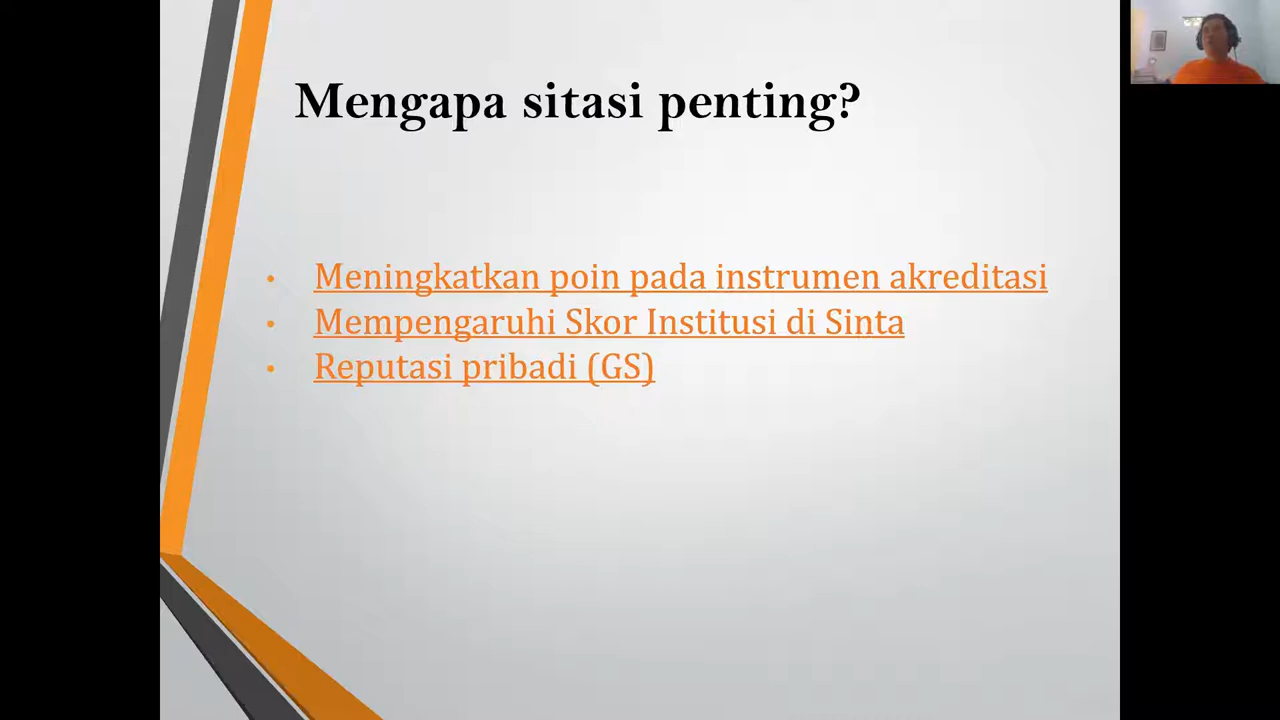 Mengapa sitasi penting?
• Meningkatkan poin pada instrumen akreditasi
• Mempengaruhi Skor Institusi di Sinta
• Reputasi pribadi (GS)